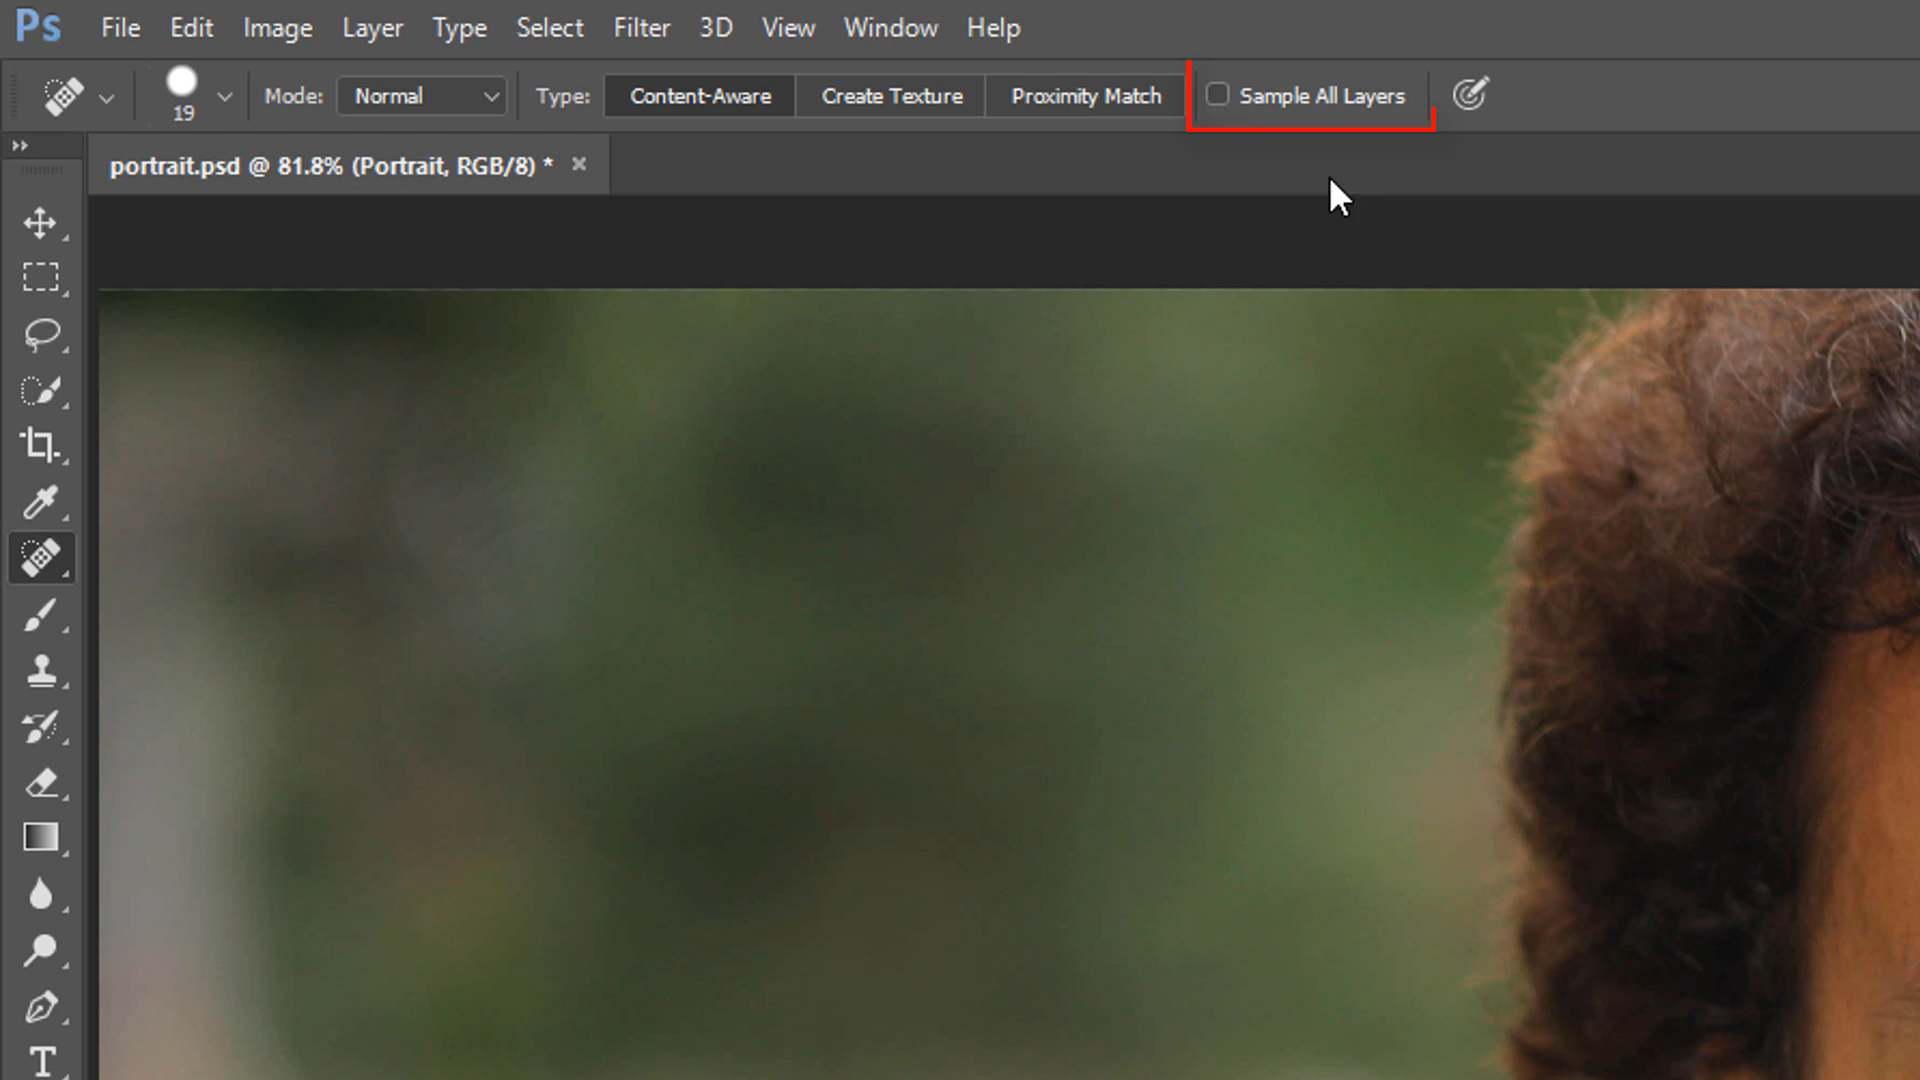 Ps File Edit Image Layer Type Select Filter 3D View Window Help
19 Mode: Normal Type: Content-Aware Create Texture Proximity Match Sample All Layers
portrait.psd @ 81.8% (Portrait, RGB/8) *